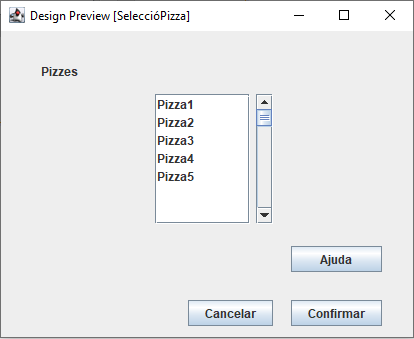 Design Preview [SeleccióPizza]
Pizzes
Pizza1
Pizza2
Pizza3
Pizza4
Pizza5
Ajuda
Cancelar
Confirmar